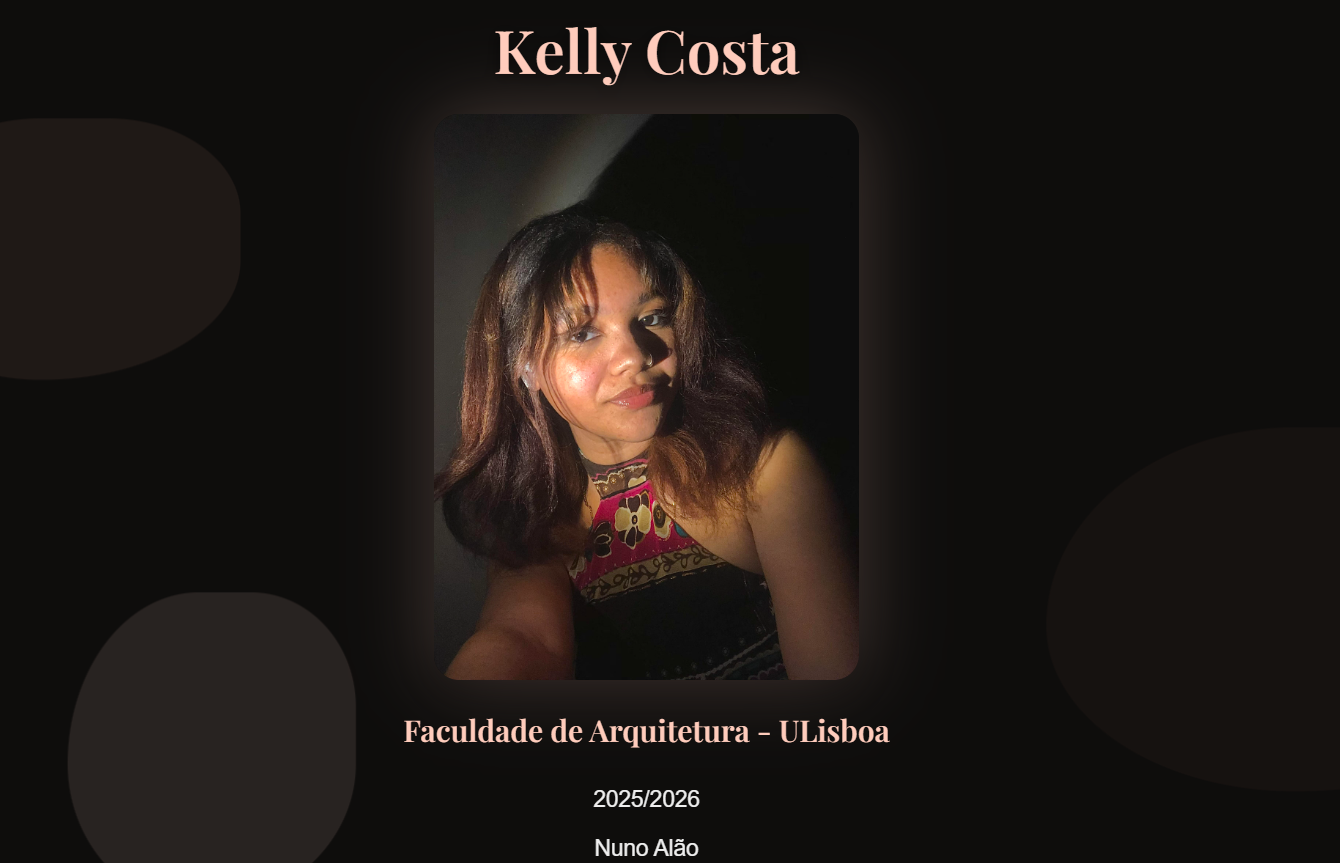 Kelly Costa
Faculdade de Arquitetura - ULisboa
2025/2026
Nuno Alão